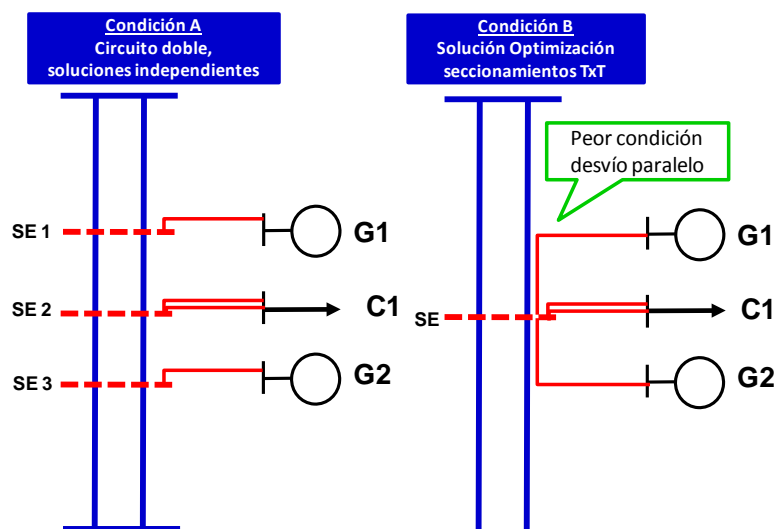 Condición A
Circuito doble,
soluciones independientes
Condición B
Solución Optimización
seccionamientos TxT
Peor condición
desvío paralelo
SE 1
G1
SE 2
C1
SE 3
G2
G1
SE
C1
G2